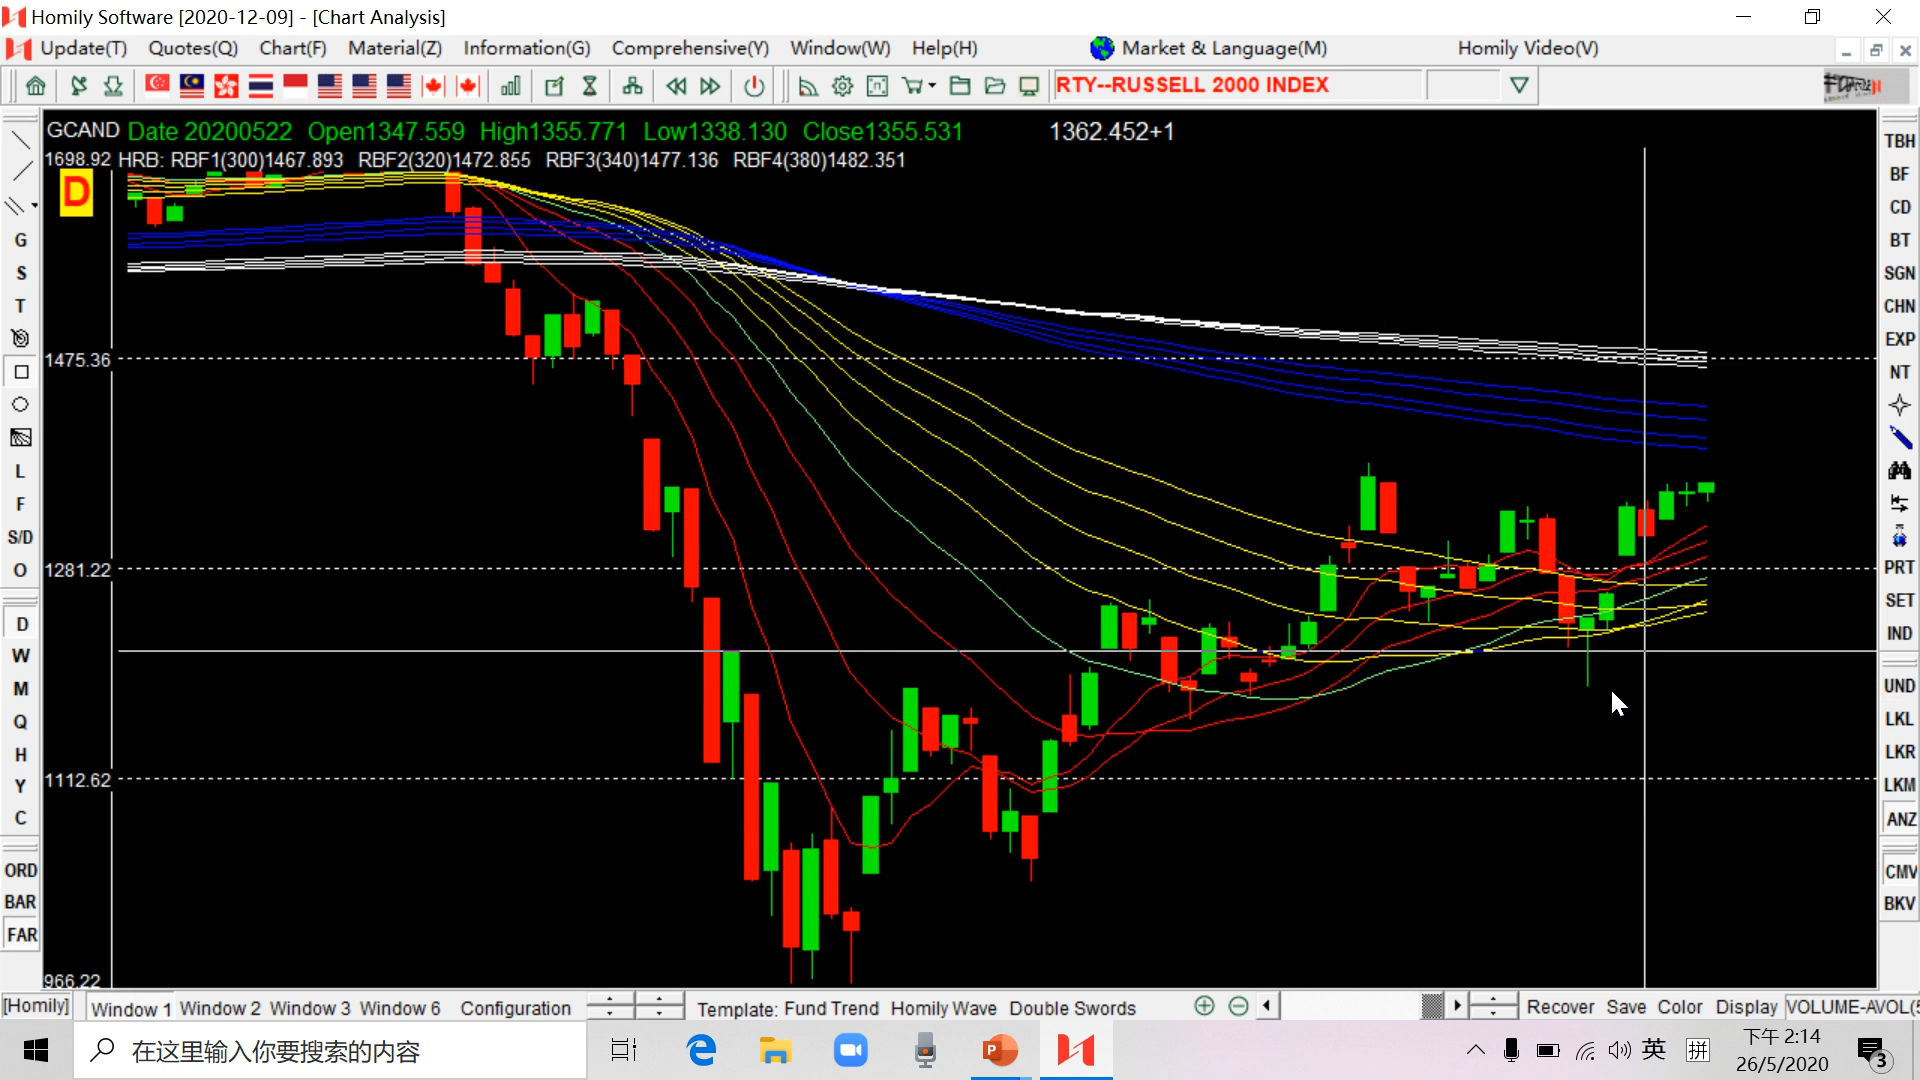 Homily Software [2020-12-09] - [Chart Analysis]
Update(T) Quotes(Q) Chart(F) Material(Z) Information(G) Comprehensive(Y) Window(W) Help(H) Market & Language(M) Homily Video(V)
RTY--RUSSELL 2000 INDEX
GCAND Date 20200522 Open1347.559 High1355.771 Low1338.130 Close1355.531 1362.452+1
1698.92 HRB: RBF1(300)1467.893 RBF2(320)1472.855 RBF3(340)1477.136 RBF4(380)1482.351
D
1475.36
1281.22
1112.62
966.22
G
S
T
L
F
S/D
O
D
W
M
Q
H
Y
C
ORD
BAR
FAR
TBH
BF
CD
BT
SGN
CHN
EXP
NT
PRT
SET
IND
UND
LKL
LKR
LKM
ANZ
CMV
BKV
[Homily] Window 1 Window 2 Window 3 Window 6 Configuration Template: Fund Trend Homily Wave Double Swords Recover Save Color Display VOLUME-AVOL(5
在这里输入你要搜索的内容
英 拼
下午 2:14
26/5/2020
3